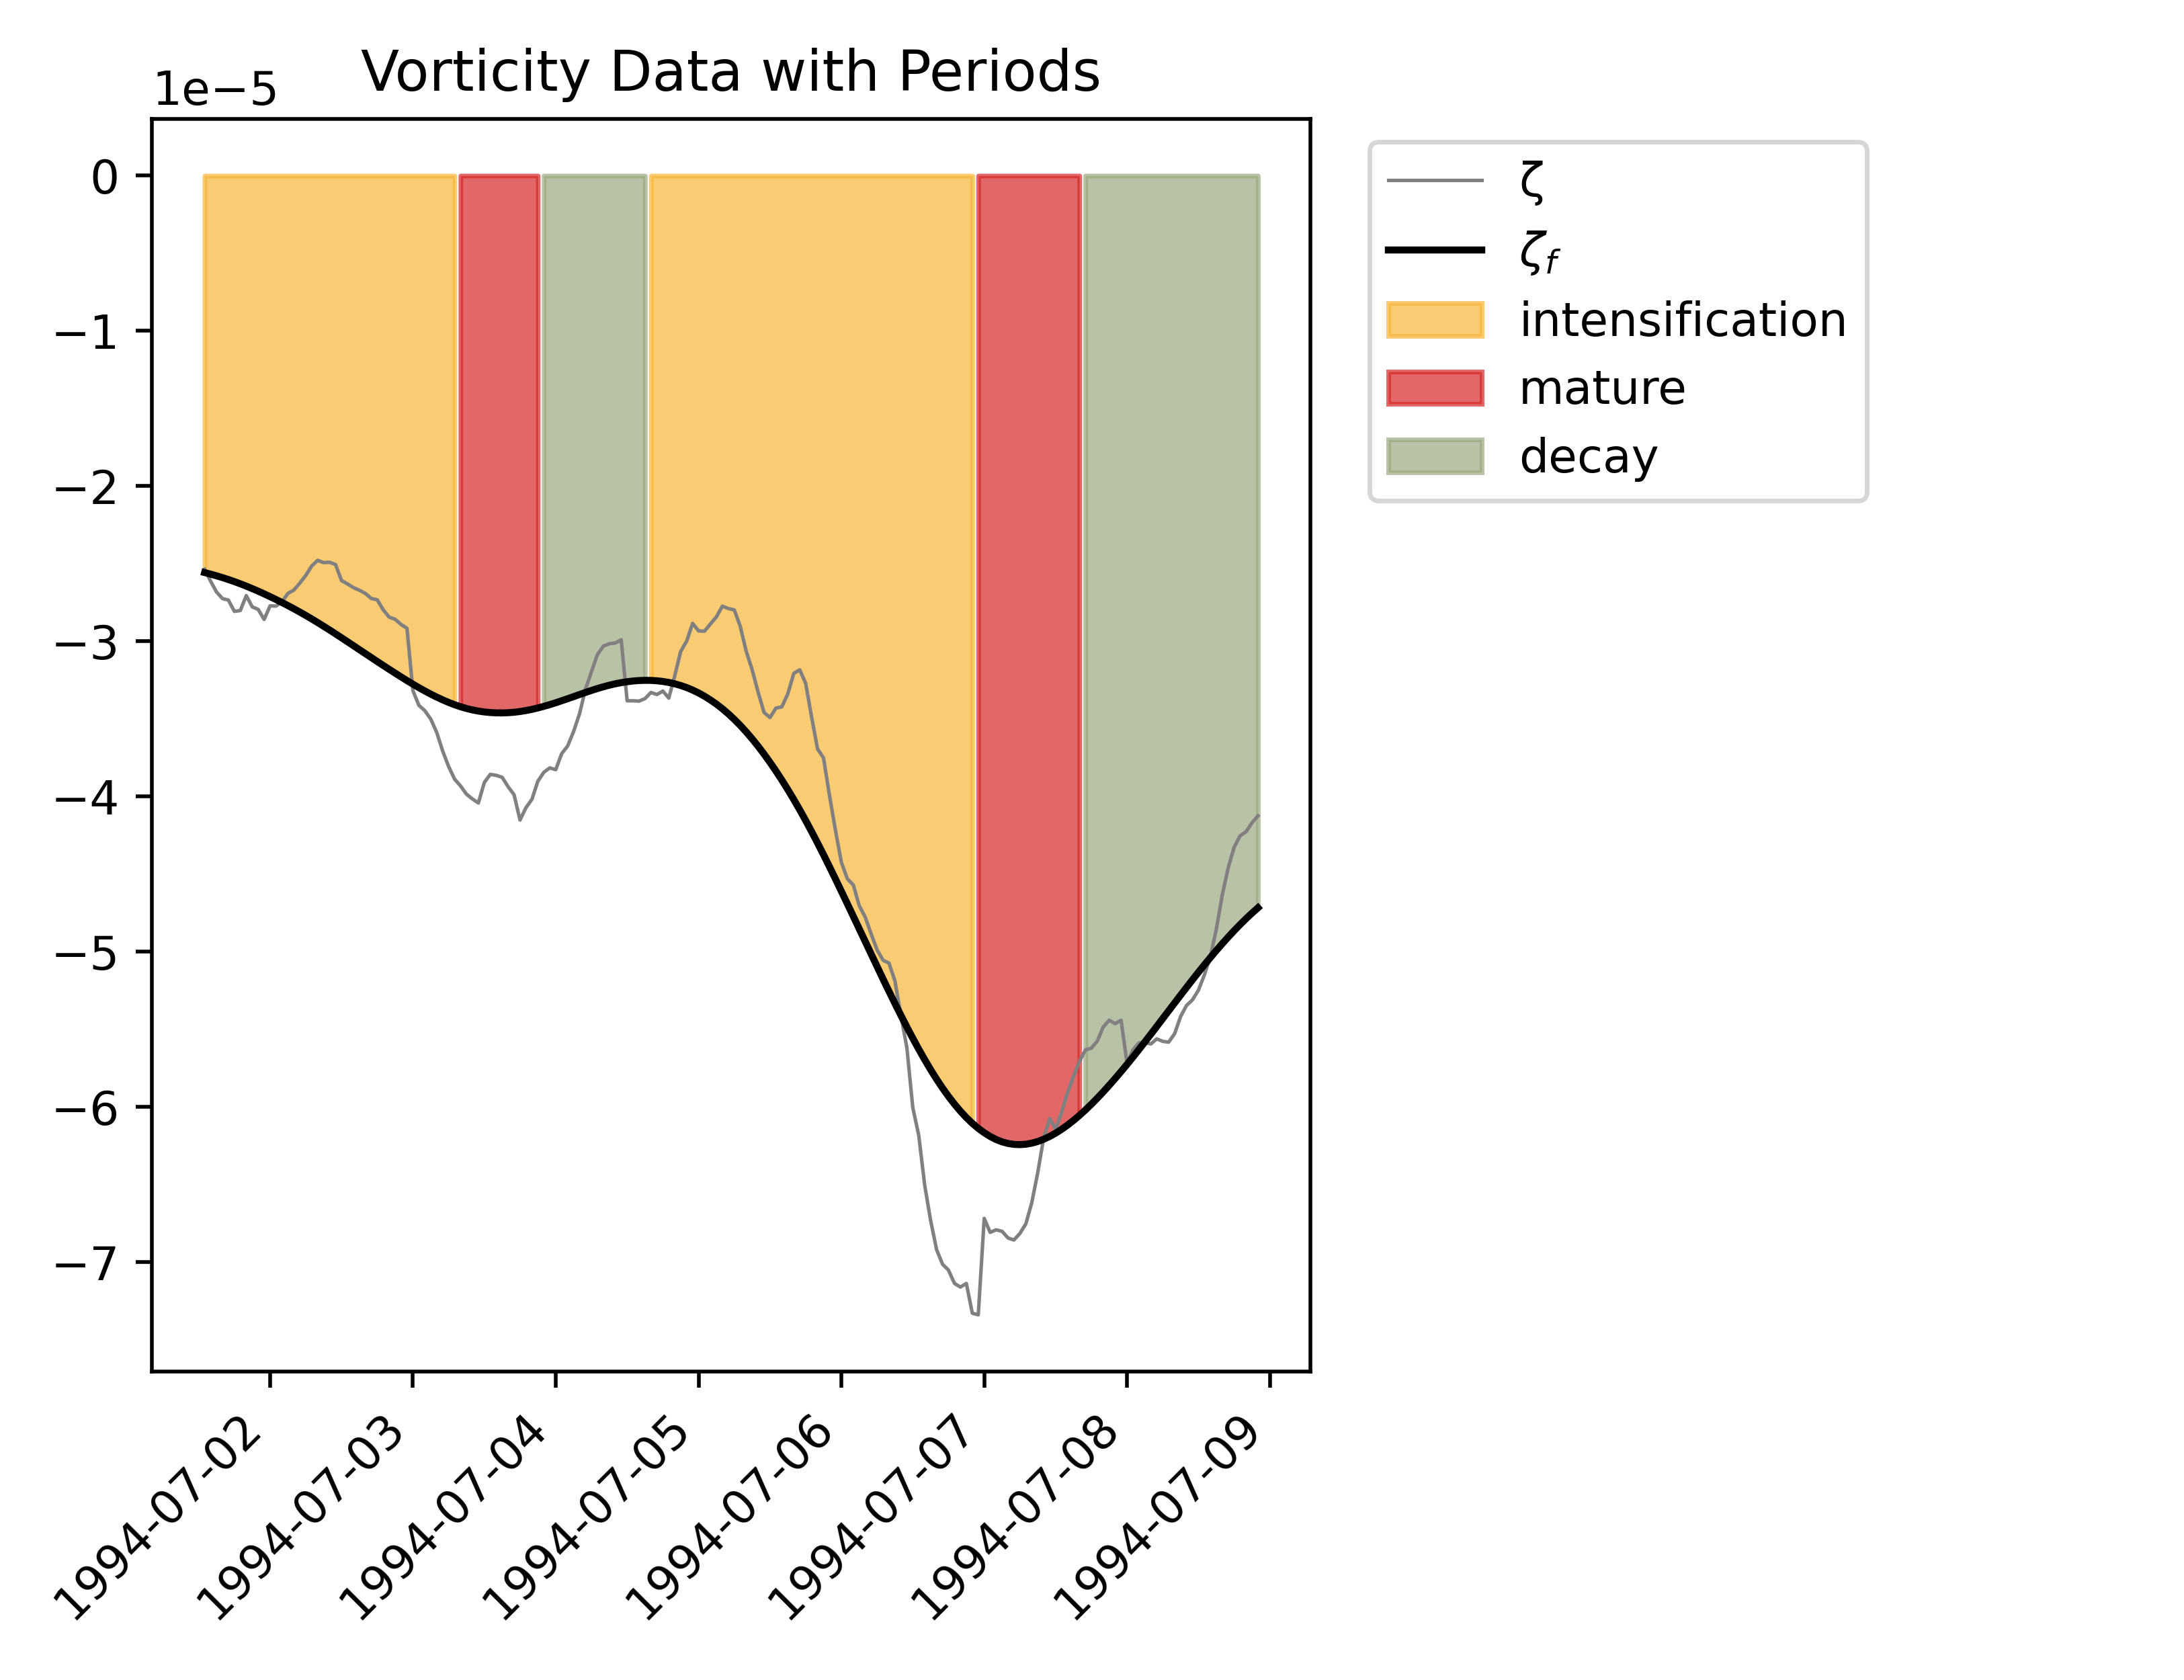 Vorticity Data with Periods
1e−5
0
−1
−2
−3
−4
−5
−6
−7
1994-07-02
1994-07-03
1994-07-04
1994-07-05
1994-07-06
1994-07-07
1994-07-08
1994-07-09
ζ
ζf
intensification
mature
decay